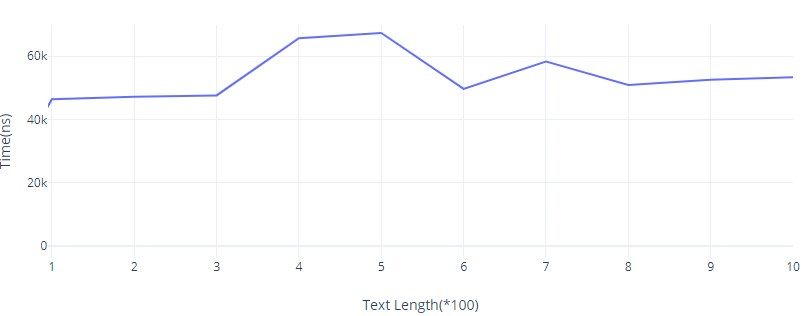 60k
40k
20k
0
1 2 3 4 5 6 7 8 9 10
Time(ns)
Text Length(*100)